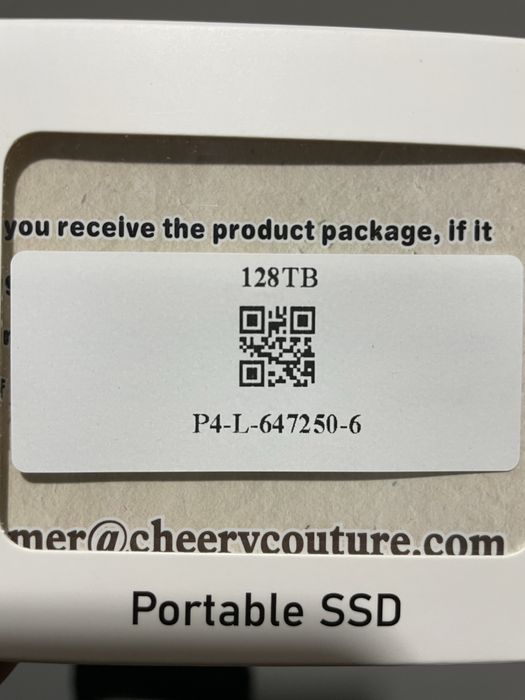 you receive the product package, if it
128TB
P4-L-647250-6
mer@cheerycouture.com
Portable SSD